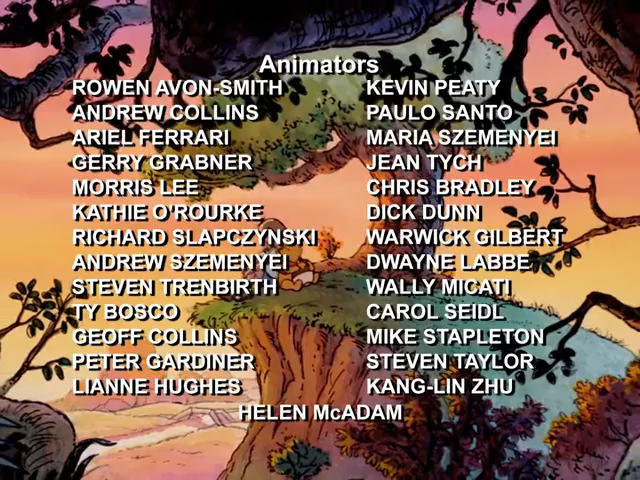 Animators
ROWEN AVON-SMITH KEVIN PEATY
ANDREW COLLINS PAULO SANTO
ARIEL FERRARI MARIA SZEMENYEI
GERRY GRABNER JEAN TYCH
MORRIS LEE CHRIS BRADLEY
KATHIE O'ROURKE DICK DUNN
RICHARD SLAPCZYNSKI WARWICK GILBERT
ANDREW SZEMENYEI DWAYNE LABBE
STEVEN TRENBIRTH WALLY MICATI
TY BOSCO CAROL SEIDL
GEOFF COLLINS MIKE STAPLETON
PETER GARDINER STEVEN TAYLOR
LIANNE HUGHES KANG-LIN ZHU
HELEN McADAM